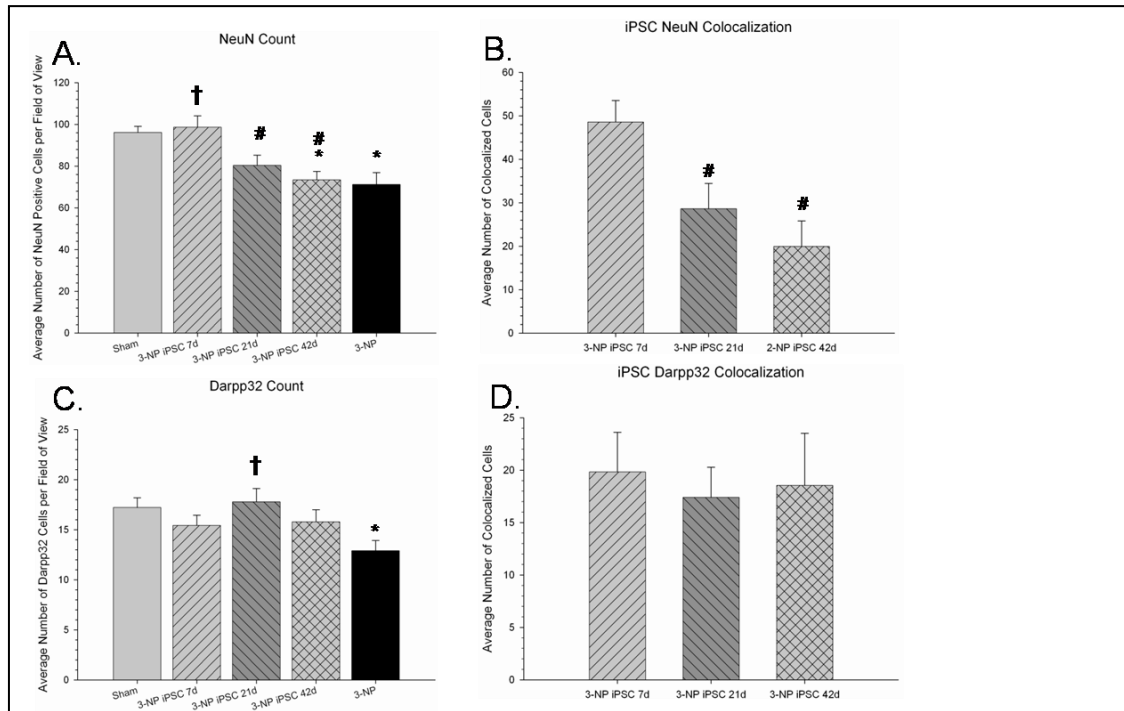 A.
NeuN Count
Average Number of NeuN Positive Cells per Field of View
120
100
80
60
40
20
0
†
#
#
*
*
Sham
3-NP iPSC 7d
3-NP iPSC 21d
3-NP iPSC 42d
3-NP
B.
iPSC NeuN Colocalization
Average Number of Colocalized Cells
60
50
40
30
20
10
0
#
#
3-NP iPSC 7d
3-NP iPSC 21d
2-NP iPSC 42d
C.
Darpp32 Count
Average Number of Darpp32 Cells per Field of View
25
20
15
10
5
0
†
*
Sham
3-NP iPSC 7d
3-NP iPSC 21d
3-NP iPSC 42d
3-NP
D.
iPSC Darpp32 Colocalization
Average Number of Colocalized Cells
25
20
15
10
5
0
3-NP iPSC 7d
3-NP iPSC 21d
3-NP iPSC 42d